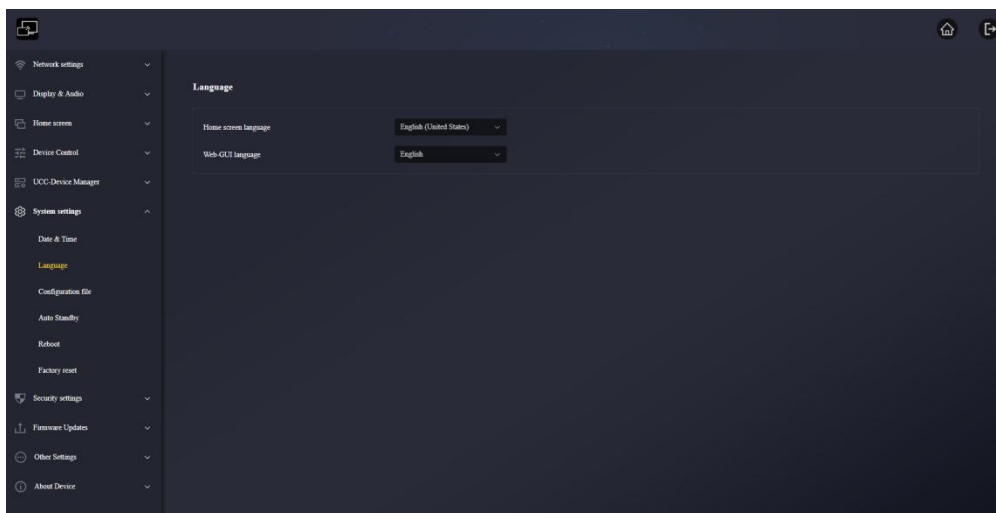 Network settings
Display & Audio
Home screen
Device Control
UCC-Device Manager
System settings
Date & Time
Language
Configuration file
Auto Standby
Reboot
Factory reset
Security settings
Firmware Updates
Other Settings
About Device
Language
Home screen language English (United States)
Web-GUI language English